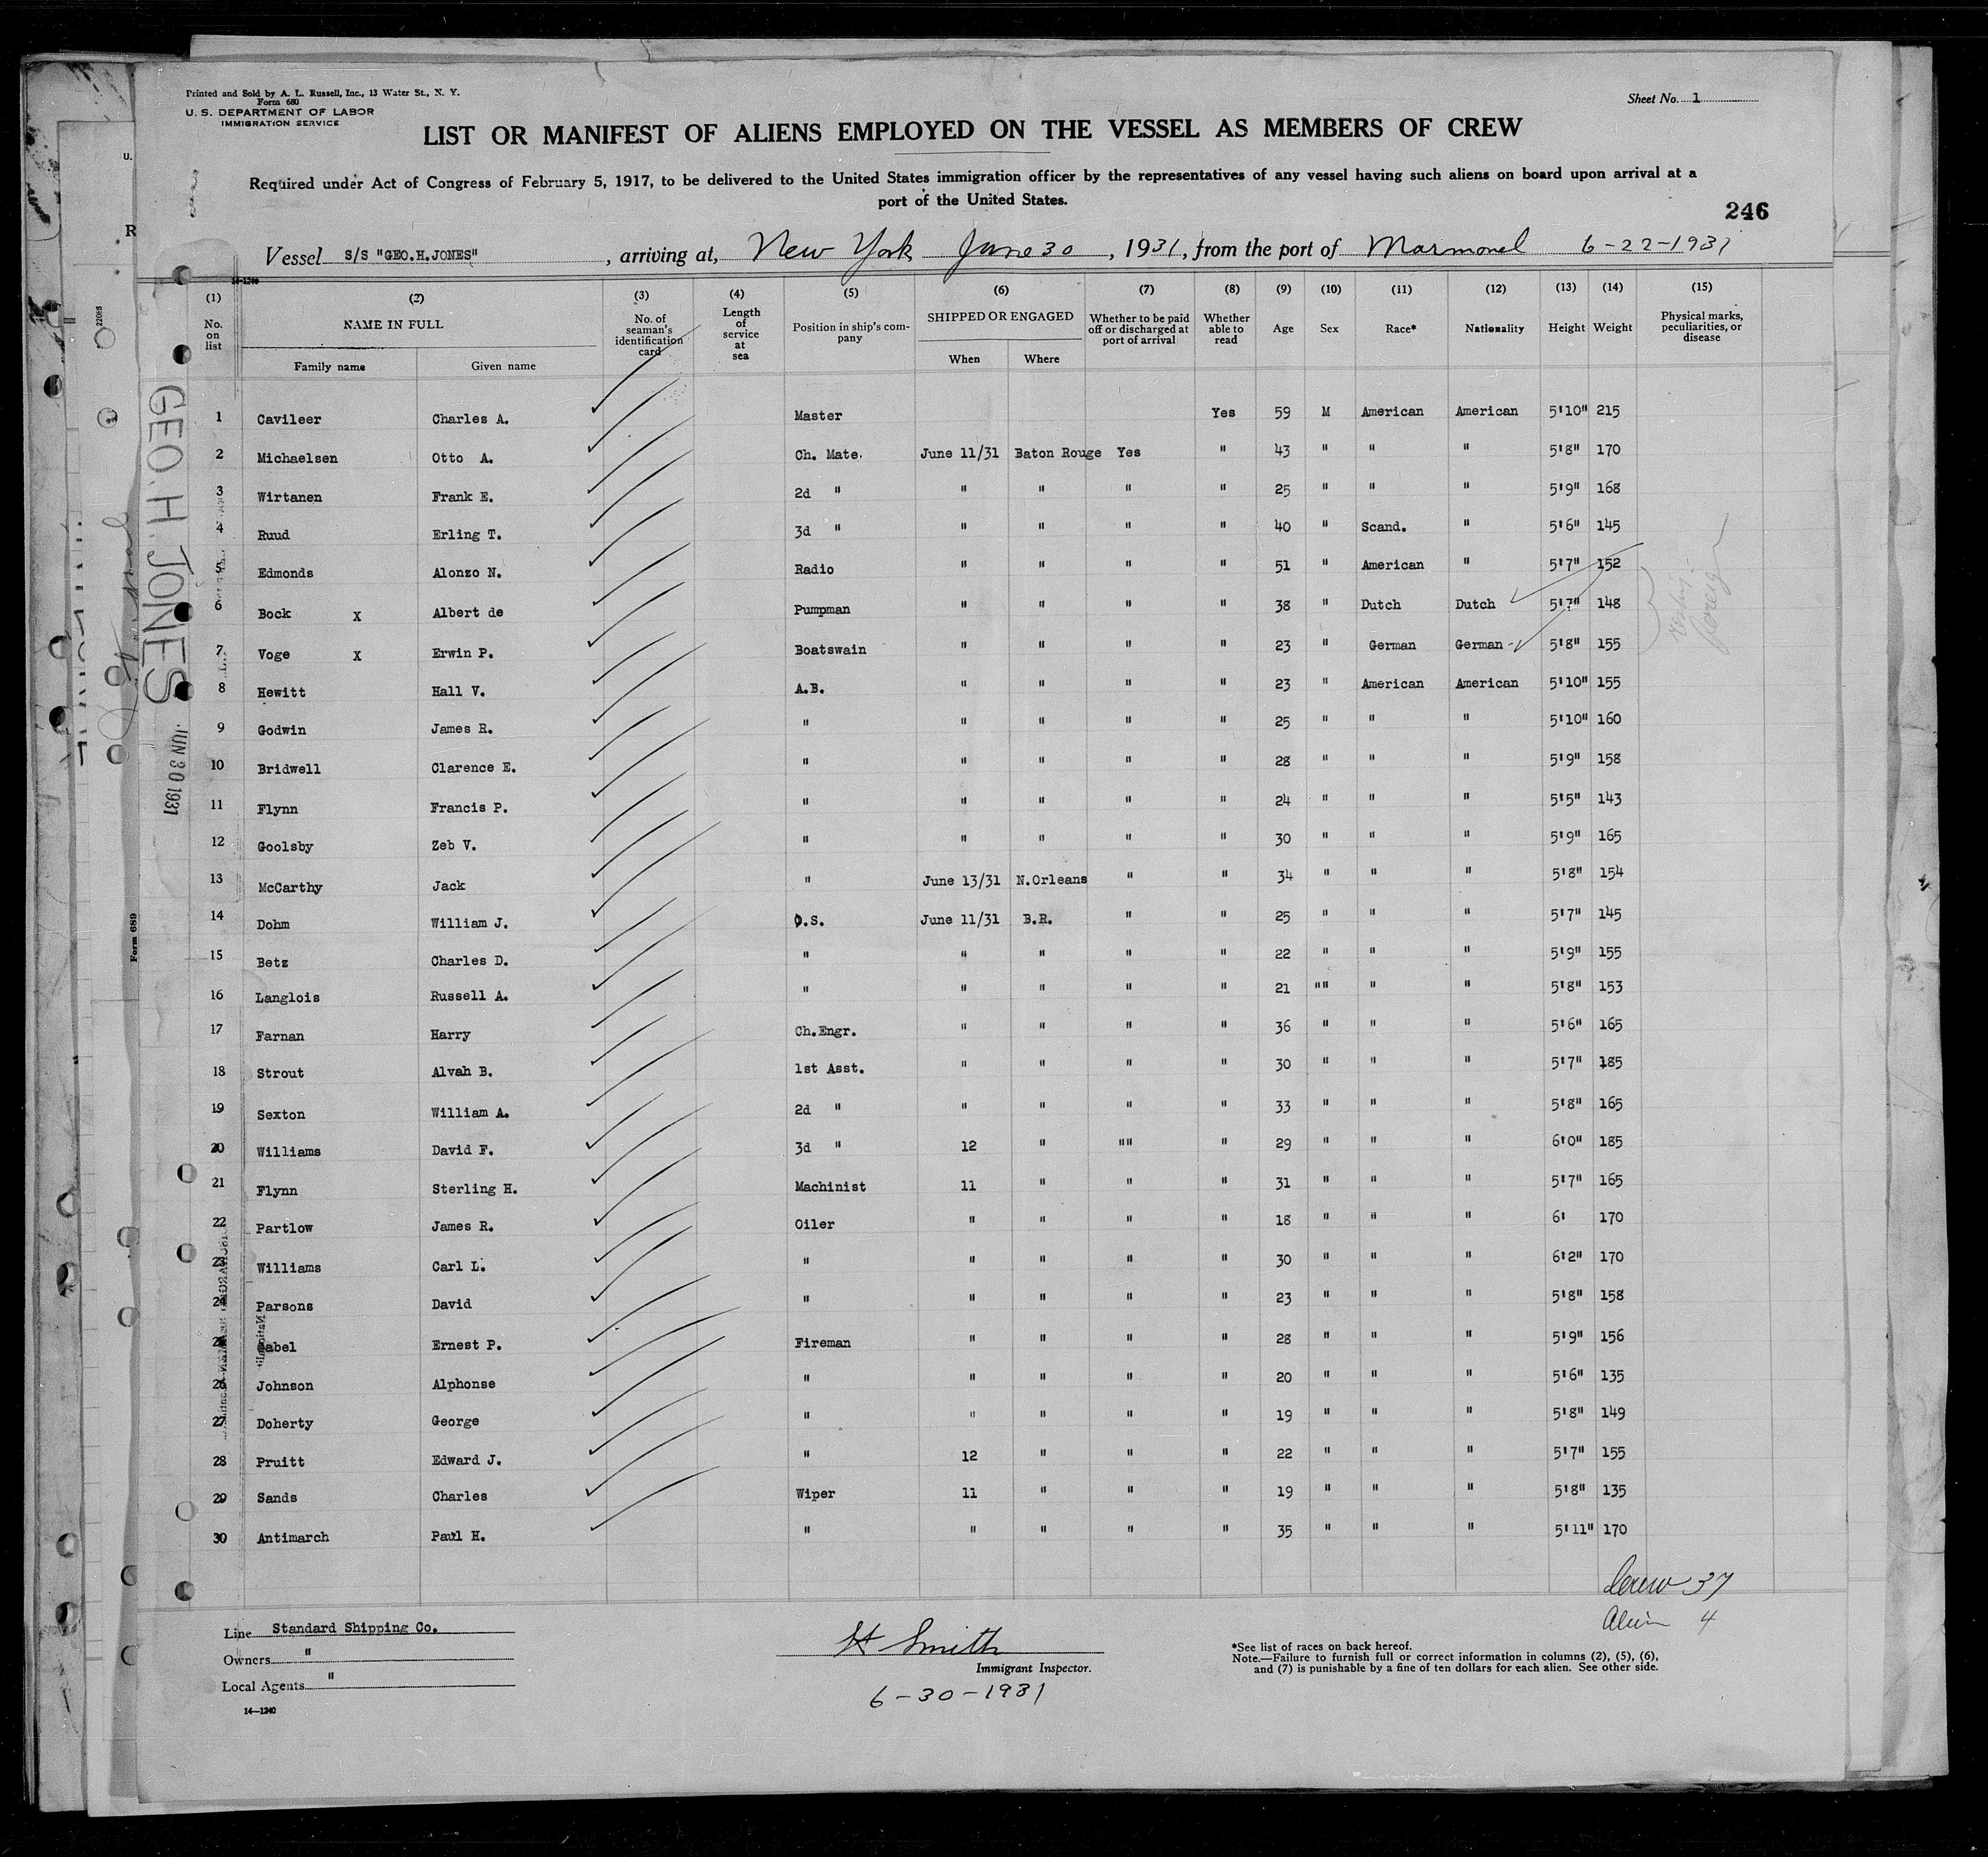 Printed and Sold by A. L. Russell, Inc., 13 Water St., N. Y.
Form 680
U. S. DEPARTMENT OF LABOR
IMMIGRATION SERVICE
Sheet No. 1
LIST OR MANIFEST OF ALIENS EMPLOYED ON THE VESSEL AS MEMBERS OF CREW
Required under Act of Congress of February 5, 1917, to be delivered to the United States immigration officer by the representatives of any vessel having such aliens on board upon arrival at a
port of the United States.
246
Vessel S/S "GEO.H.JONES", arriving at, New York June 30, 1931, from the port of Marmonel 6-22-1931
14-1240
(1) (2) (3) (4) (5) (6) (7) (8) (9) (10) (11) (12) (13) (14) (15)
No. on list NAME IN FULL No. of seaman's identification card Length of service at sea Position in ship's company SHIPPED OR ENGAGED Whether to be paid off or discharged at port of arrival Whether able to read Age Sex Race* Nationality Height Weight Physical marks, peculiarities, or disease
Family name Given name When Where
1 Cavileer Charles A. Master Yes 59 M American American 5'10" 215
2 Michaelsen Otto A. Ch. Mate. June 11/31 Baton Rouge Yes " 43 " " " 5'8" 170
3 Wirtanen Frank E. 2d " " " " " 25 " " " 5'9" 168
4 Ruud Erling T. 3d " " " " " 40 " Scand. " 5'6" 145
5 Edmonds Alonzo N. Radio " " " " 51 " American " 5'7" 152
6 Bock x Albert de Pumpman " " " " 38 " Dutch Dutch 5'7" 148
7 Voge x Erwin P. Boatswain " " " " 23 " German German 5'8" 155
8 Hewitt Hall V. A.B. " " " " 23 " American American 5'10" 155
9 Godwin James R. " " " " " 25 " " " 5'10" 160
10 Bridwell Clarence E. " " " " " 28 " " " 5'9" 158
11 Flynn Francis P. " " " " " 24 " " " 5'5" 143
12 Goolsby Zeb V. " " " " " 30 " " " 5'9" 165
13 McCarthy Jack " June 13/31 N.Orleans " " 34 " " " 5'8" 154
14 Dohm William J. O.S. June 11/31 B.R. " " 25 " " " 5'7" 145
15 Betz Charles D. " " " " " 22 " " " 5'9" 155
16 Langlois Russell A. " " " " " 21 "" " " 5'8" 153
17 Farnan Harry Ch.Engr. " " " " 36 " " " 5'6" 165
18 Strout Alvah B. 1st Asst. " " " " 30 " " " 5'7" 185
19 Sexton William A. 2d " " " " " 33 " " " 5'8" 165
20 Williams David F. 3d " 12 " "" " 29 " " " 6'0" 185
21 Flynn Sterling H. Machinist 11 " " " 31 " " " 5'7" 165
22 Partlow James R. Oiler " " " " 18 " " " 6' 170
23 Williams Carl L. " " " " " 30 " " " 6'2" 170
24 Parsons David " " " " " 23 " " " 5'8" 158
25 Gabel Ernest P. Fireman " " " " 28 " " " 5'9" 156
26 Johnson Alphonse " " " " " 20 " " " 5'6" 135
27 Doherty George " " " " " 19 " " " 5'8" 149
28 Pruitt Edward J. " 12 " " " 22 " " " 5'7" 155
29 Sands Charles Wiper 11 " " " 19 " " " 5'8" 135
30 Antimarch Paul H. " " " " " 35 " " " 5'11" 170
Crew 37
Alien 4
Line Standard Shipping Co.
Owners "
Local Agents "
14-1240
H Smith
Immigrant Inspector.
6-30-1931
*See list of races on back hereof.
Note.—Failure to furnish full or correct information in columns (2), (5), (6),
and (7) is punishable by a fine of ten dollars for each alien. See other side.
GEO. H. JONES
JUN 30 1931
Form 689